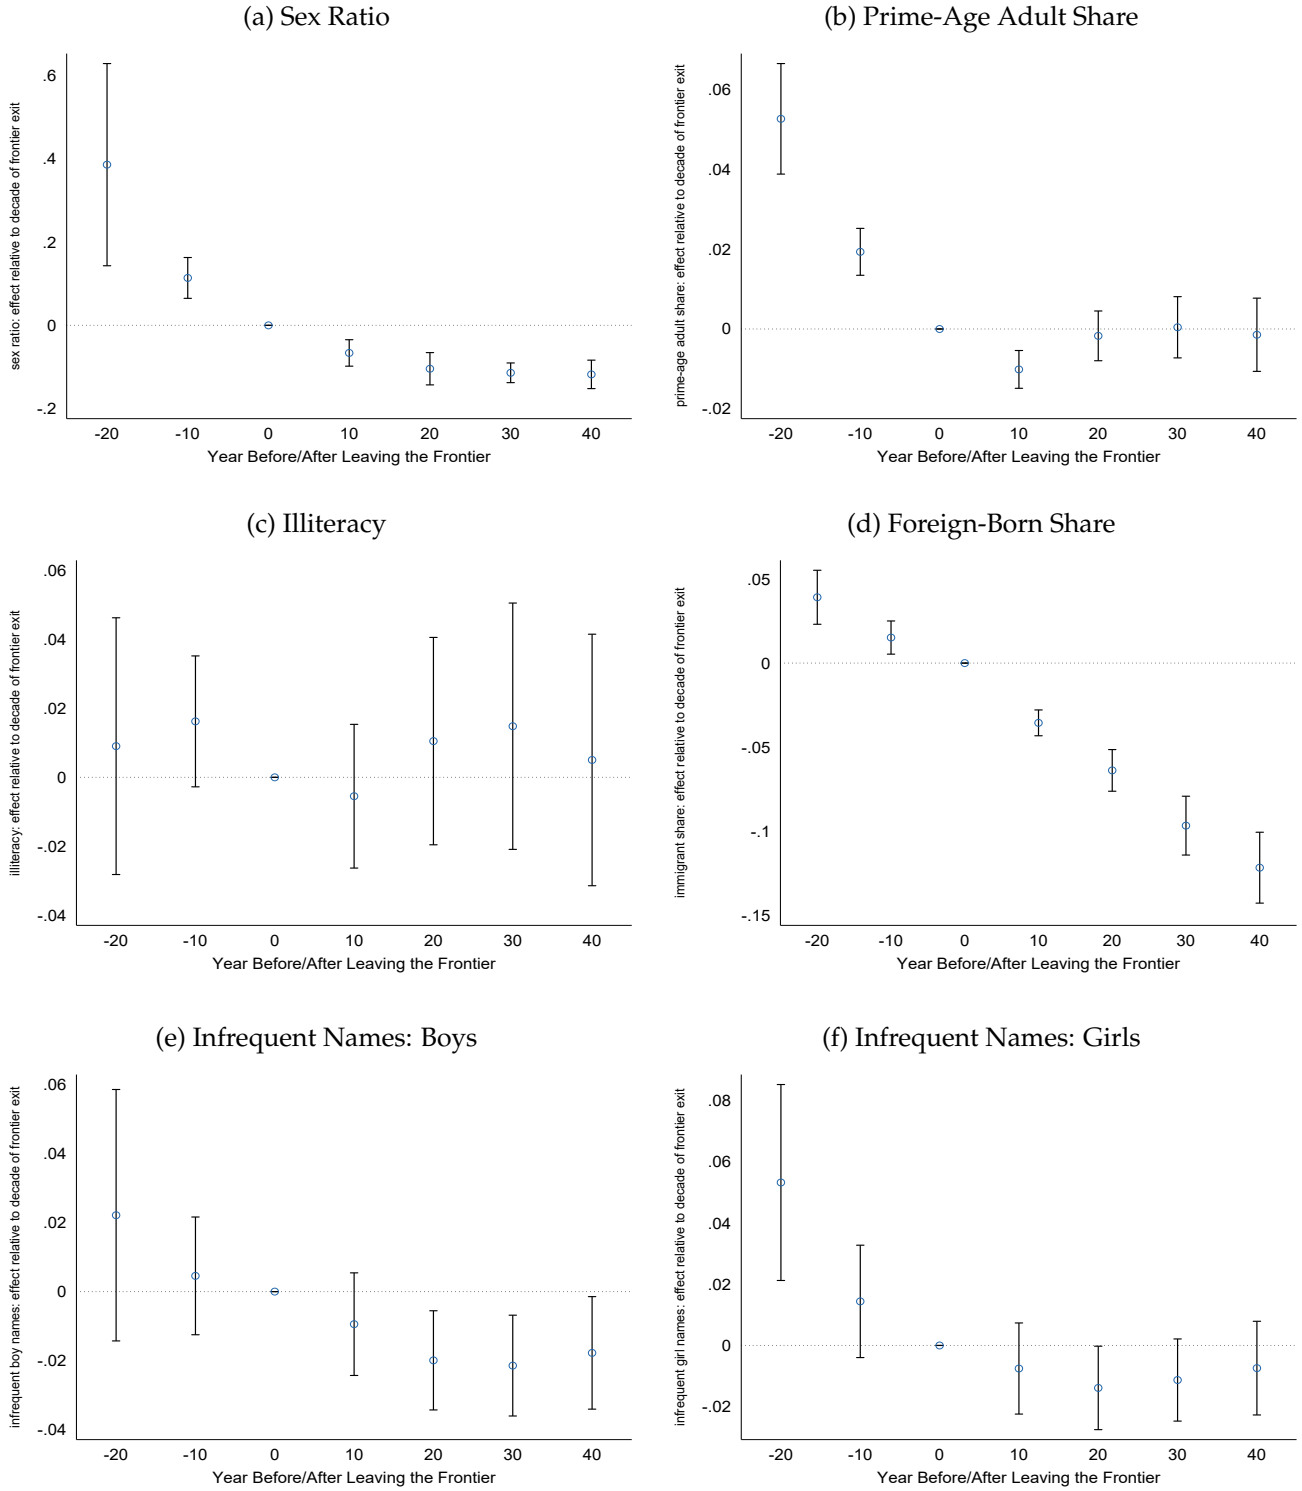 (a) Sex Ratio
sex ratio: effect relative to decade of frontier exit
.6
.4
.2
0
-.2
-20 -10 0 10 20 30 40
Year Before/After Leaving the Frontier
(b) Prime-Age Adult Share
prime-age adult share: effect relative to decade of frontier exit
.06
.04
.02
0
-.02
-20 -10 0 10 20 30 40
Year Before/After Leaving the Frontier
(c) Illiteracy
illiteracy: effect relative to decade of frontier exit
.06
.04
.02
0
-.02
-.04
-20 -10 0 10 20 30 40
Year Before/After Leaving the Frontier
(d) Foreign-Born Share
immigrant share: effect relative to decade of frontier exit
.05
0
-.05
-.1
-.15
-20 -10 0 10 20 30 40
Year Before/After Leaving the Frontier
(e) Infrequent Names: Boys
infrequent boy names: effect relative to decade of frontier exit
.06
.04
.02
0
-.02
-.04
-20 -10 0 10 20 30 40
Year Before/After Leaving the Frontier
(f) Infrequent Names: Girls
infrequent girl names: effect relative to decade of frontier exit
.08
.06
.04
.02
0
-.02
-20 -10 0 10 20 30 40
Year Before/After Leaving the Frontier